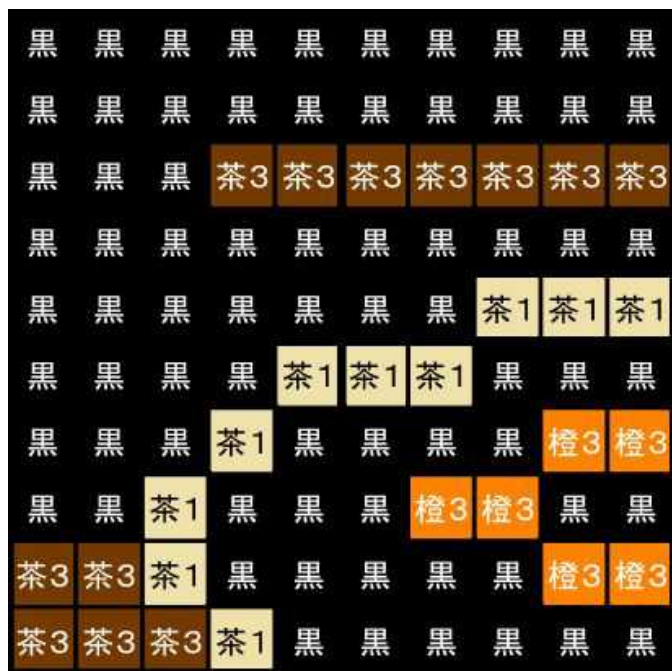 黒 黒 黒 黒 黒 黒 黒 黒 黒 黒
黒 黒 黒 黒 黒 黒 黒 黒 黒 黒
黒 黒 黒 茶3 茶3 茶3 茶3 茶3 茶3 茶3
黒 黒 黒 黒 黒 黒 黒 黒 黒 黒
黒 黒 黒 黒 黒 黒 黒 茶1 茶1 茶1
黒 黒 黒 黒 茶1 茶1 茶1 黒 黒 黒
黒 黒 黒 茶1 黒 黒 黒 黒 橙3 橙3
黒 黒 茶1 黒 黒 黒 橙3 橙3 黒 黒
茶3 茶3 茶1 黒 黒 黒 黒 黒 橙3 橙3
茶3 茶3 茶3 茶1 黒 黒 黒 黒 黒 黒